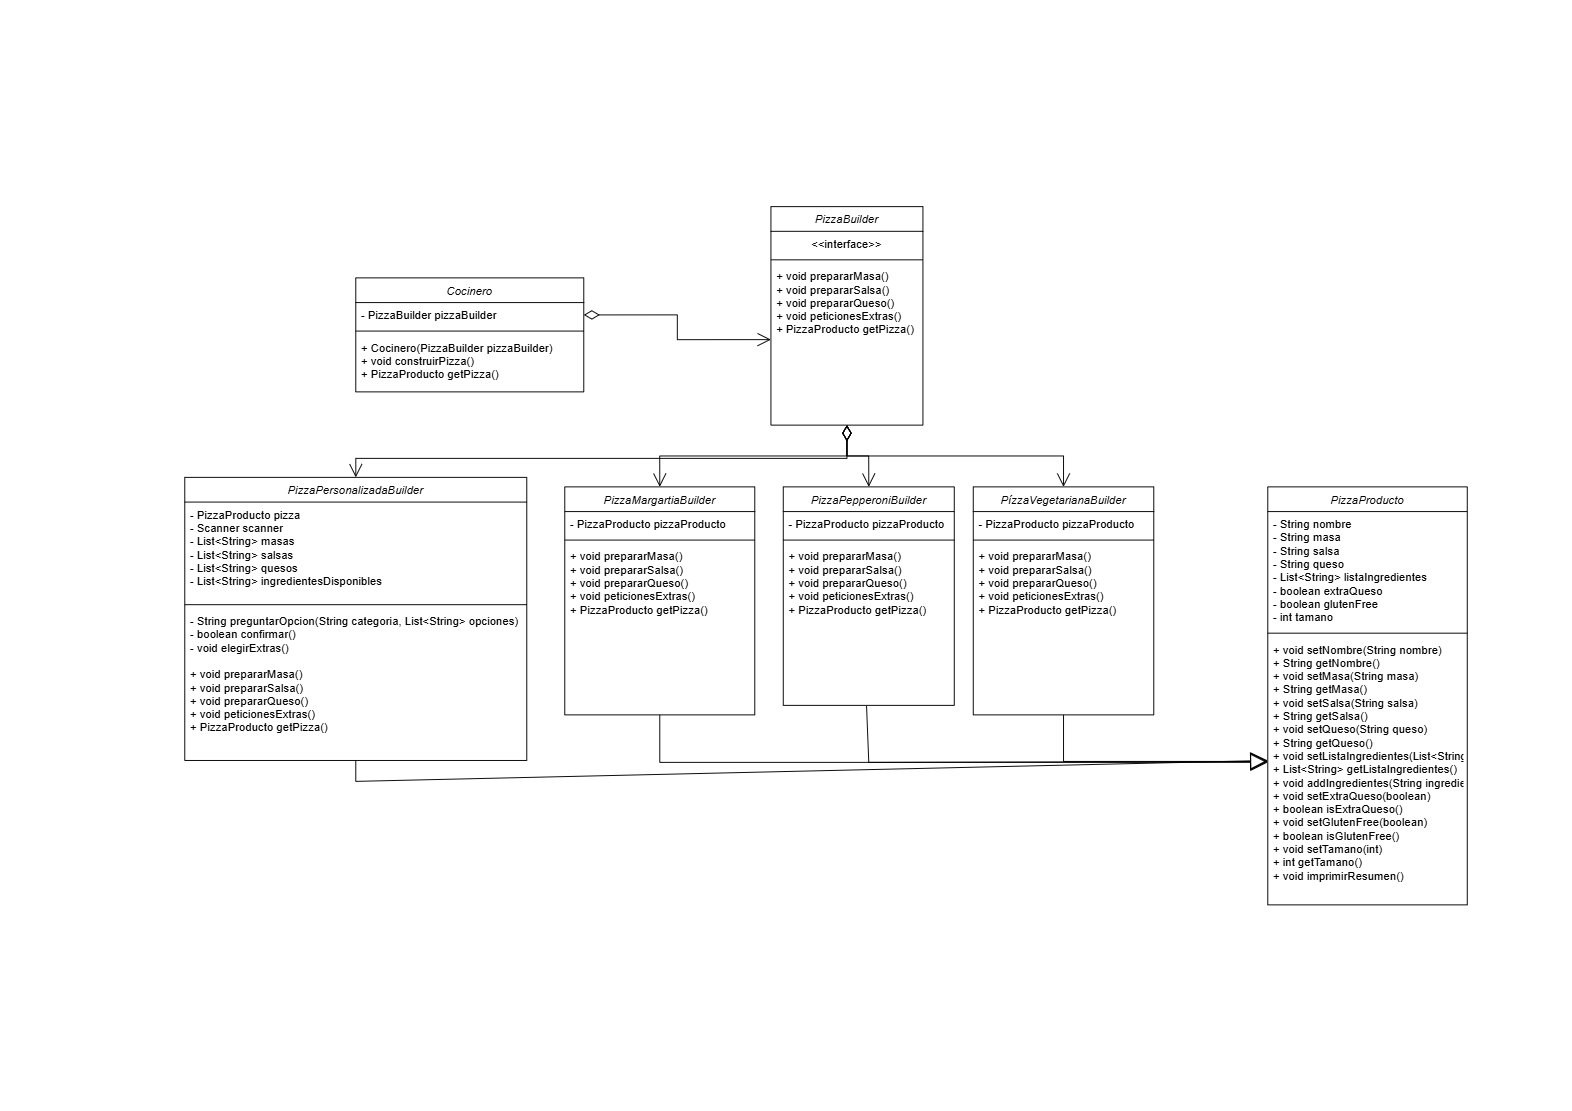 PizzaBuilder
<<interface>>
+ void prepararMasa()
+ void prepararSalsa()
+ void prepararQueso()
+ void peticionesExtras()
+ PizzaProducto getPizza()
Cocinero
- PizzaBuilder pizzaBuilder
+ Cocinero(PizzaBuilder pizzaBuilder)
+ void construirPizza()
+ PizzaProducto getPizza()
PizzaPersonalizadaBuilder
- PizzaProducto pizza
- Scanner scanner
- List<String> masas
- List<String> salsas
- List<String> quesos
- List<String> ingredientesDisponibles
- String preguntarOpcion(String categoria, List<String> opciones)
- boolean confirmar()
- void elegirExtras()
+ void prepararMasa()
+ void prepararSalsa()
+ void prepararQueso()
+ void peticionesExtras()
+ PizzaProducto getPizza()
PizzaMargartiaBuilder
- PizzaProducto pizzaProducto
+ void prepararMasa()
+ void prepararSalsa()
+ void prepararQueso()
+ void peticionesExtras()
+ PizzaProducto getPizza()
PizzaPepperoniBuilder
- PizzaProducto pizzaProducto
+ void prepararMasa()
+ void prepararSalsa()
+ void prepararQueso()
+ void peticionesExtras()
+ PizzaProducto getPizza()
PízzaVegetarianaBuilder
- PizzaProducto pizzaProducto
+ void prepararMasa()
+ void prepararSalsa()
+ void prepararQueso()
+ void peticionesExtras()
+ PizzaProducto getPizza()
PizzaProducto
- String nombre
- String masa
- String salsa
- String queso
- List<String> listaIngredientes
- boolean extraQueso
- boolean glutenFree
- int tamano
+ void setNombre(String nombre)
+ String getNombre()
+ void setMasa(String masa)
+ String getMasa()
+ void setSalsa(String salsa)
+ String getSalsa()
+ void setQueso(String queso)
+ String getQueso()
+ void setListaIngredientes(List<String
+ List<String> getListaIngredientes()
+ void addIngredientes(String ingredie
+ void setExtraQueso(boolean)
+ boolean isExtraQueso()
+ void setGlutenFree(boolean)
+ boolean isGlutenFree()
+ void setTamano(int)
+ int getTamano()
+ void imprimirResumen()